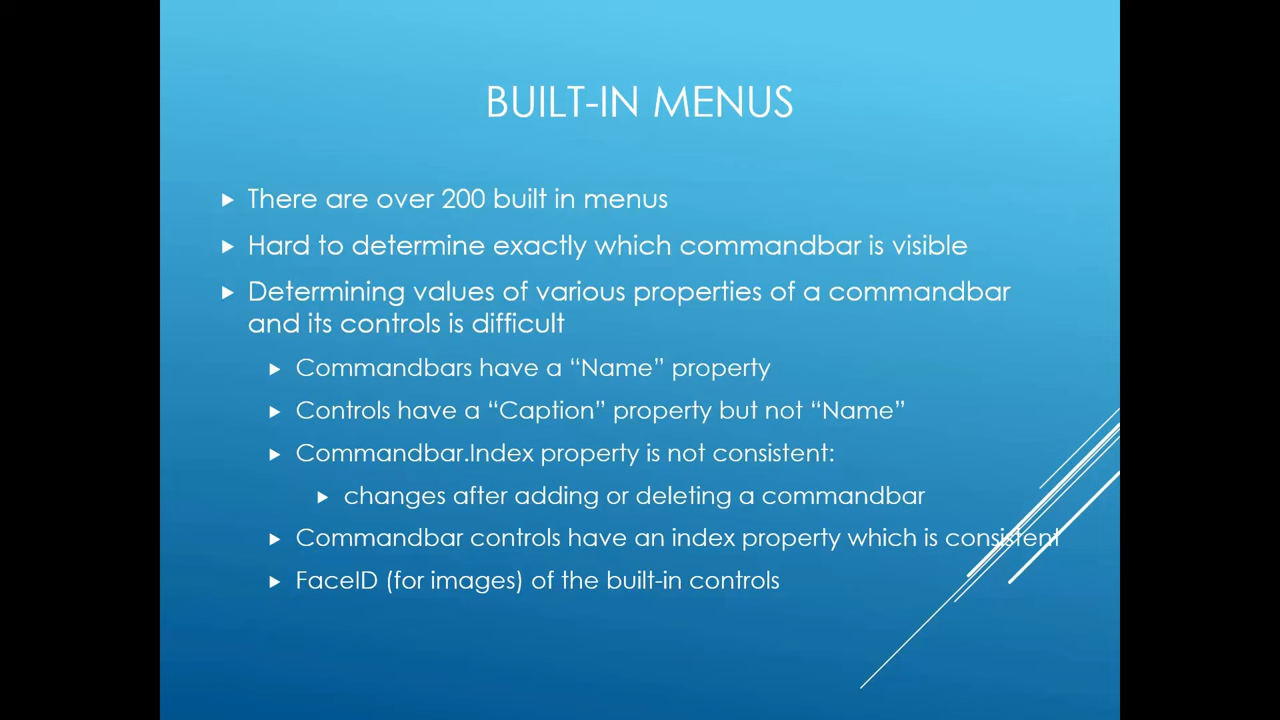 BUILT-IN MENUS
There are over 200 built in menus
Hard to determine exactly which commandbar is visible
Determining values of various properties of a commandbar
and its controls is difficult
Commandbars have a “Name” property
Controls have a “Caption” property but not “Name”
Commandbar.Index property is not consistent:
changes after adding or deleting a commandbar
Commandbar controls have an index property which is consistent
FaceID (for images) of the built-in controls